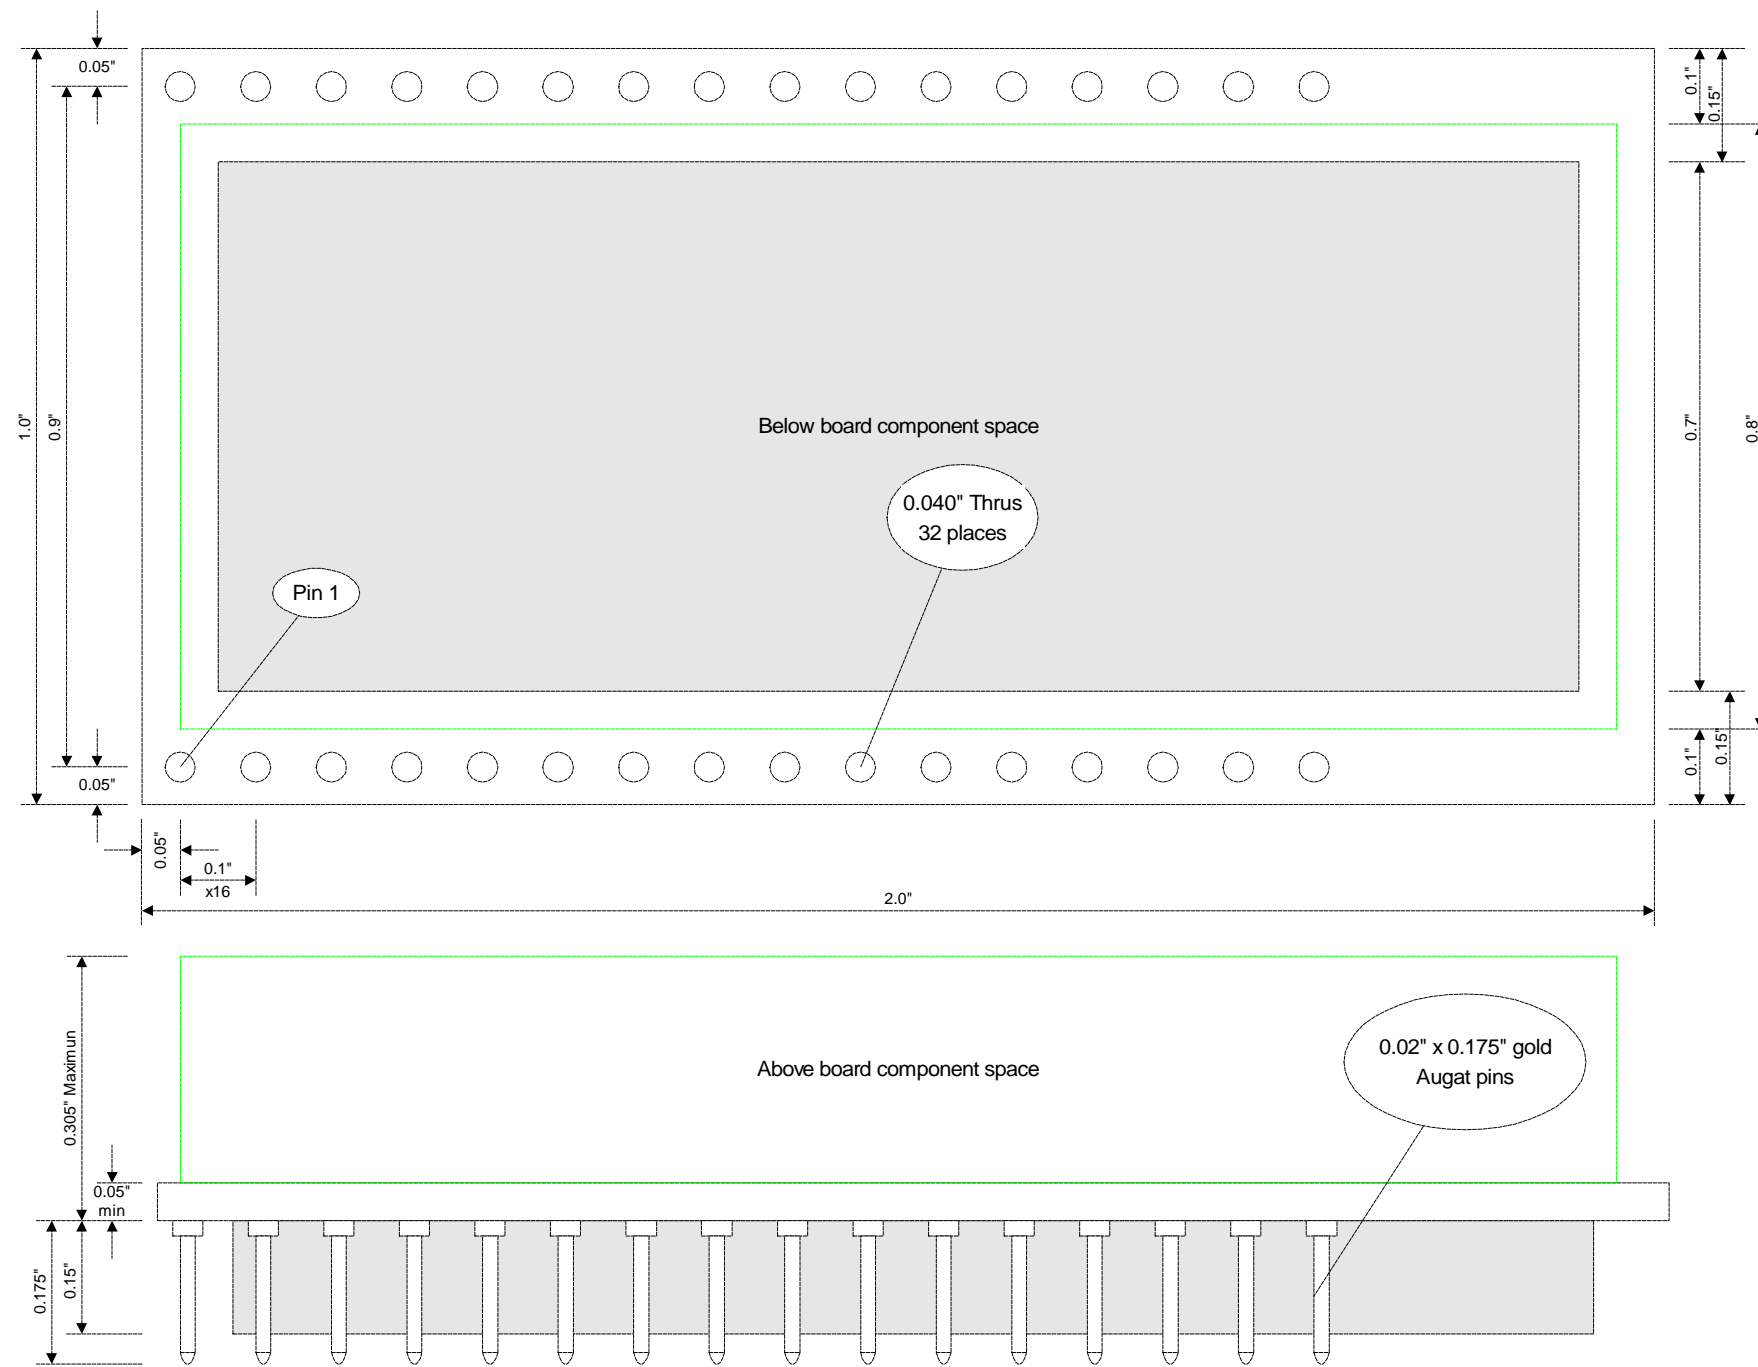 0.05"
0.1"
0.15"
1.0"
0.9"
0.7"
0.8"
Below board component space
0.040" Thrus
32 places
Pin 1
0.05"
0.1"
0.15"
0.05"
0.1"
x16
2.0"
0.305" Maximun
Above board component space
0.02" x 0.175" gold
Augat pins
0.05"
min
0.175"
0.15"